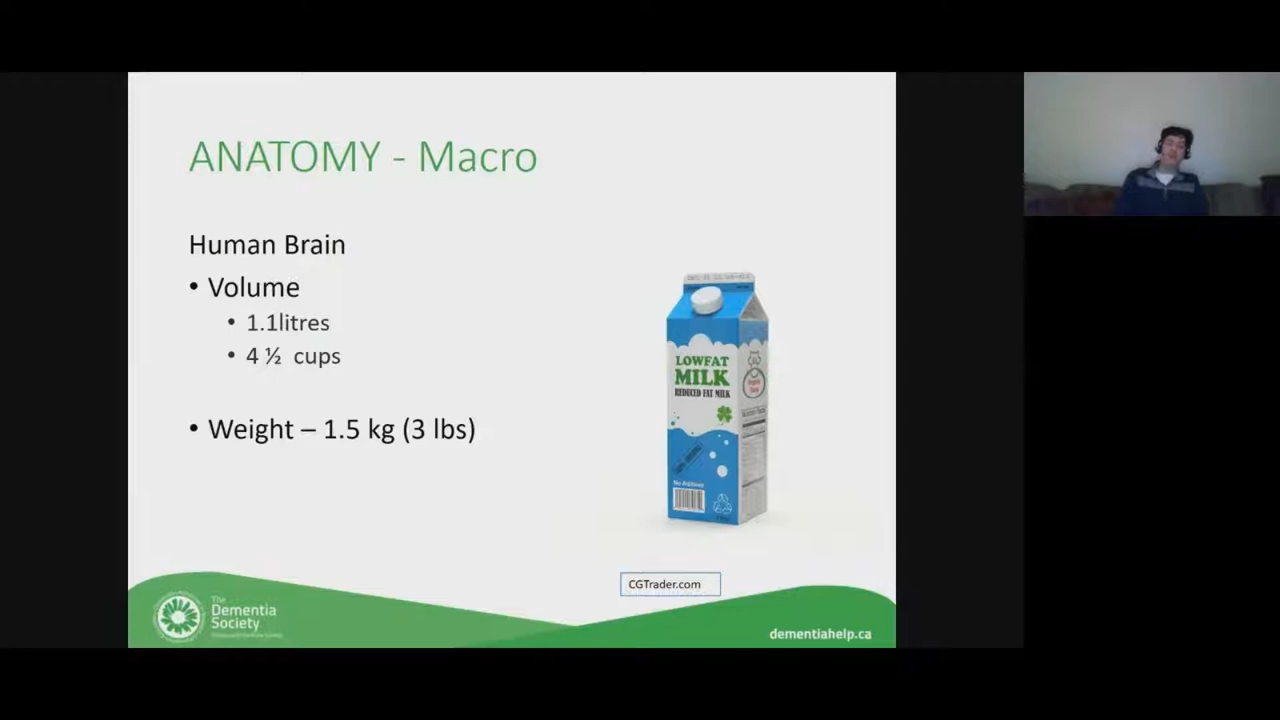 ANATOMY - Macro
Human Brain
• Volume
• 1.1litres
• 4 ½ cups
• Weight – 1.5 kg (3 lbs)
LOWFAT
MILK
REDUCED FAT MILK
No Additives
CGTrader.com
The
Dementia
Society
dementiahelp.ca